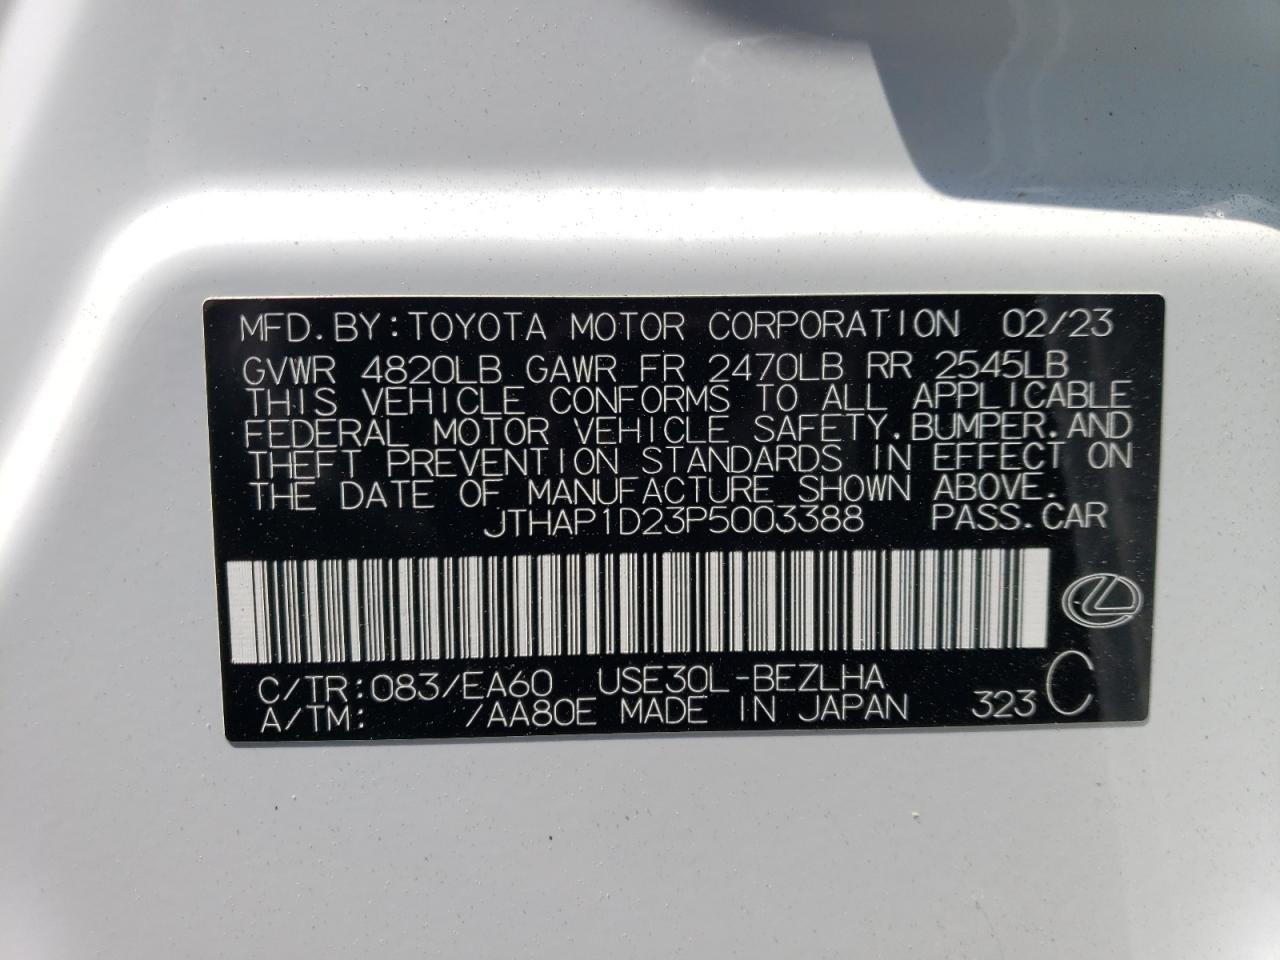 MFD.BY:TOYOTA MOTOR CORPORATION 02/23
GVWR 4820LB GAWR FR 2470LB RR 2545LB
THIS VEHICLE CONFORMS TO ALL APPLICABLE
FEDERAL MOTOR VEHICLE SAFETY,BUMPER,AND
THEFT PREVENTION STANDARDS IN EFFECT ON
THE DATE OF MANUFACTURE SHOWN ABOVE.
JTHAP1D23P5003388 PASS.CAR
C/TR:083/EA60 USE30L-BEZLHA
A/TM: /AA80E MADE IN JAPAN 323 C